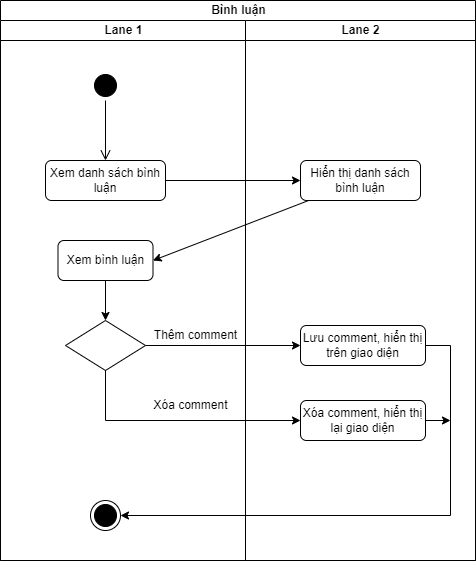 Bình luận
Lane 1
Lane 2
Xem danh sách bình
luận
Hiển thị danh sách
bình luận
Xem bình luận
Thêm comment
Lưu comment, hiển thị
trên giao diện
Xóa comment
Xóa comment, hiển thị
lại giao diện